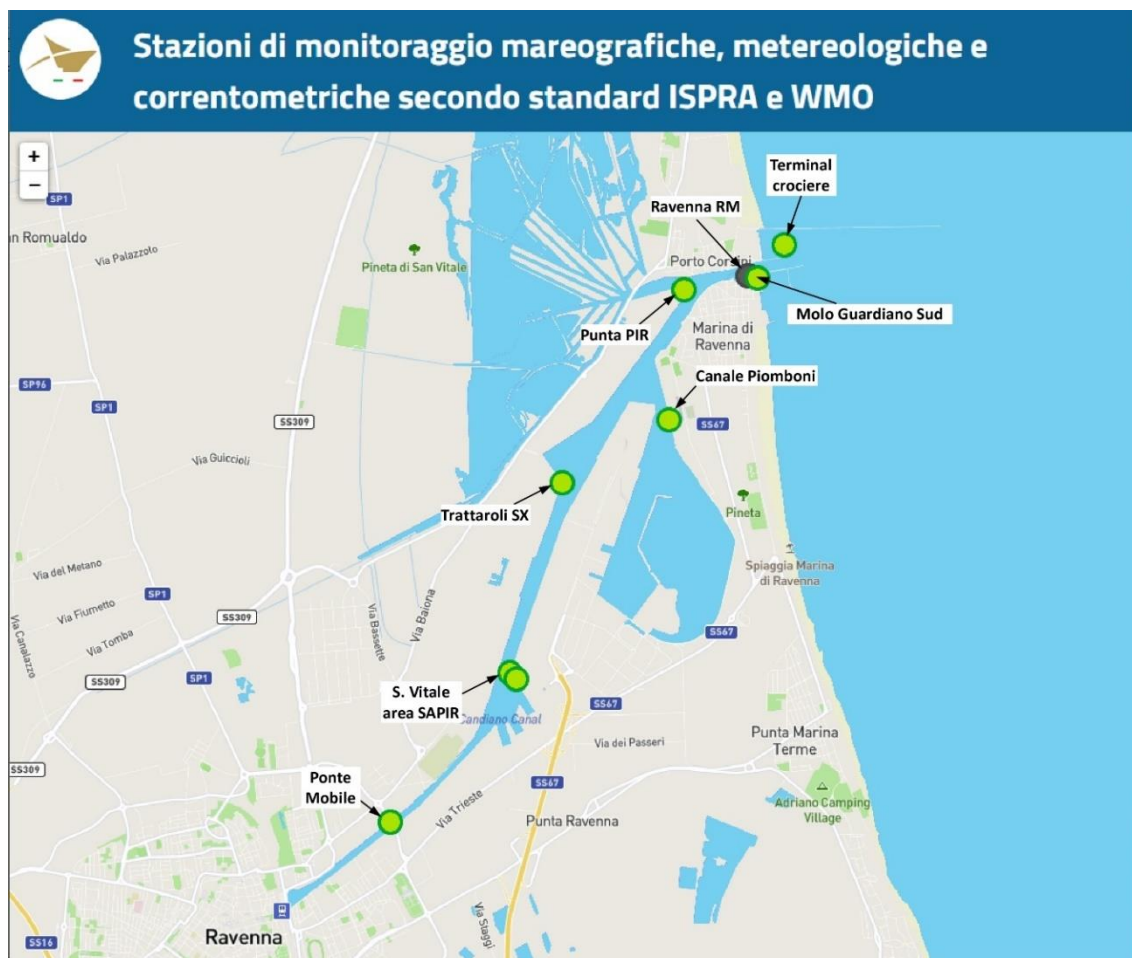 Stazioni di monitoraggio mareografiche, metereologiche e
correntometriche secondo standard ISPRA e WMO
+
−
Terminal
crociere
SP1
Ravenna RM
an Romualdo
Via Palazzolo
Pineta di San Vitale
Porto Corsini
Molo Guardiano Sud
Punta PIR
Marina di
Ravenna
Canale Piomboni
SP96
SP1
SS309
SS67
Via Guiccioli
Trattaroli SX
Pineta
Via del Metano
Spiaggia Marina
di Ravenna
SP1
Via Fiumetto
SS309
Via Canalazzo
Via Tomba
Via Bassette
Via Baiona
SS67
SS309
S. Vitale
area SAPIR
SS67
Candiano Canal
Via dei Passeri
Punta Marina
Terme
SS309
Ponte
Mobile
SS67
Via Trieste
Punta Ravenna
Adriano Camping
Village
Ravenna
Via Staggi
SS16